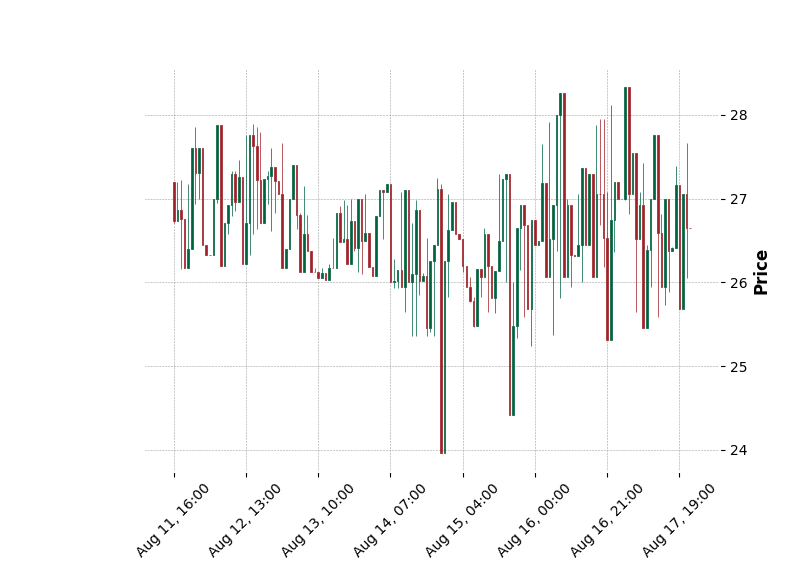 28
27
26
25
24
Price
Aug 11, 16:00
Aug 12, 13:00
Aug 13, 10:00
Aug 14, 07:00
Aug 15, 04:00
Aug 16, 00:00
Aug 16, 21:00
Aug 17, 19:00